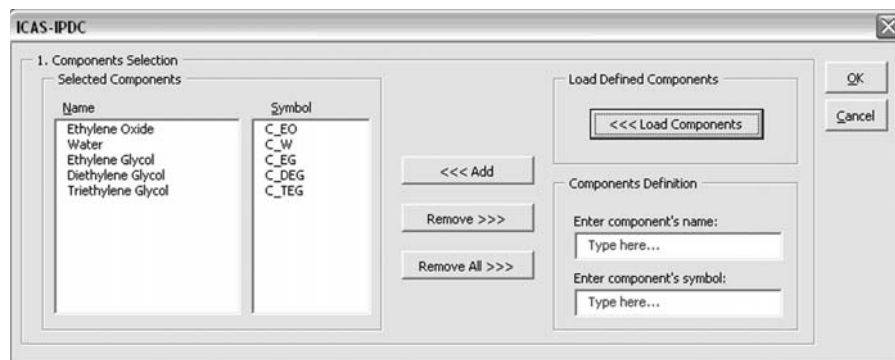 ICAS-IPDC
1. Components Selection
Selected Components
Name Symbol
Ethylene Oxide C_EO
Water C_W
Ethylene Glycol C_EG
Diethylene Glycol C_DEG
Triethylene Glycol C_TEG
<<< Add
Remove >>>
Remove All >>>
Load Defined Components
<<< Load Components
Components Definition
Enter component's name:
Type here...
Enter component's symbol:
Type here...
OK
Cancel